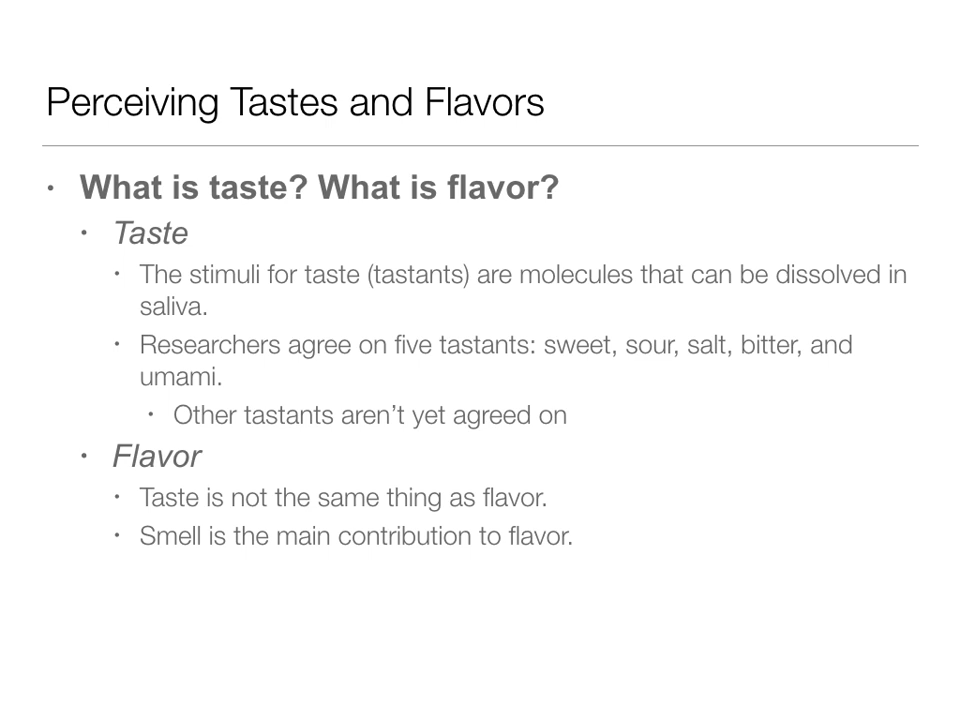 Perceiving Tastes and Flavors
• What is taste? What is flavor?
• Taste
• The stimuli for taste (tastants) are molecules that can be dissolved in
saliva.
• Researchers agree on five tastants: sweet, sour, salt, bitter, and
umami.
• Other tastants aren’t yet agreed on
• Flavor
• Taste is not the same thing as flavor.
• Smell is the main contribution to flavor.